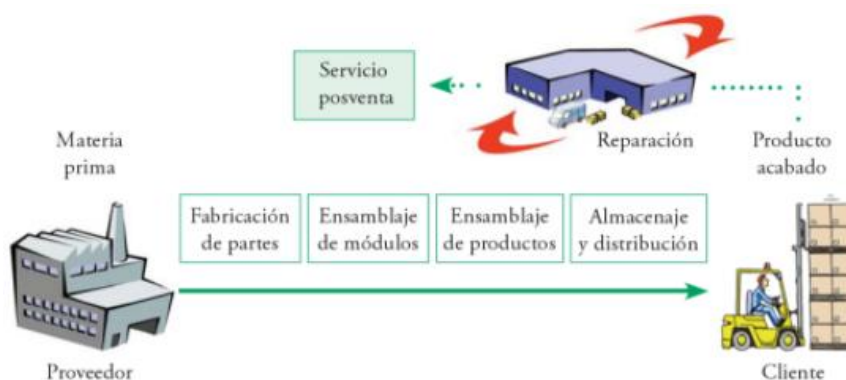 Servicio
posventa
Reparación
Materia
prima
Producto
acabado
Fabricación
de partes
Ensamblaje
de módulos
Ensamblaje
de productos
Almacenaje
y distribución
Proveedor
Cliente